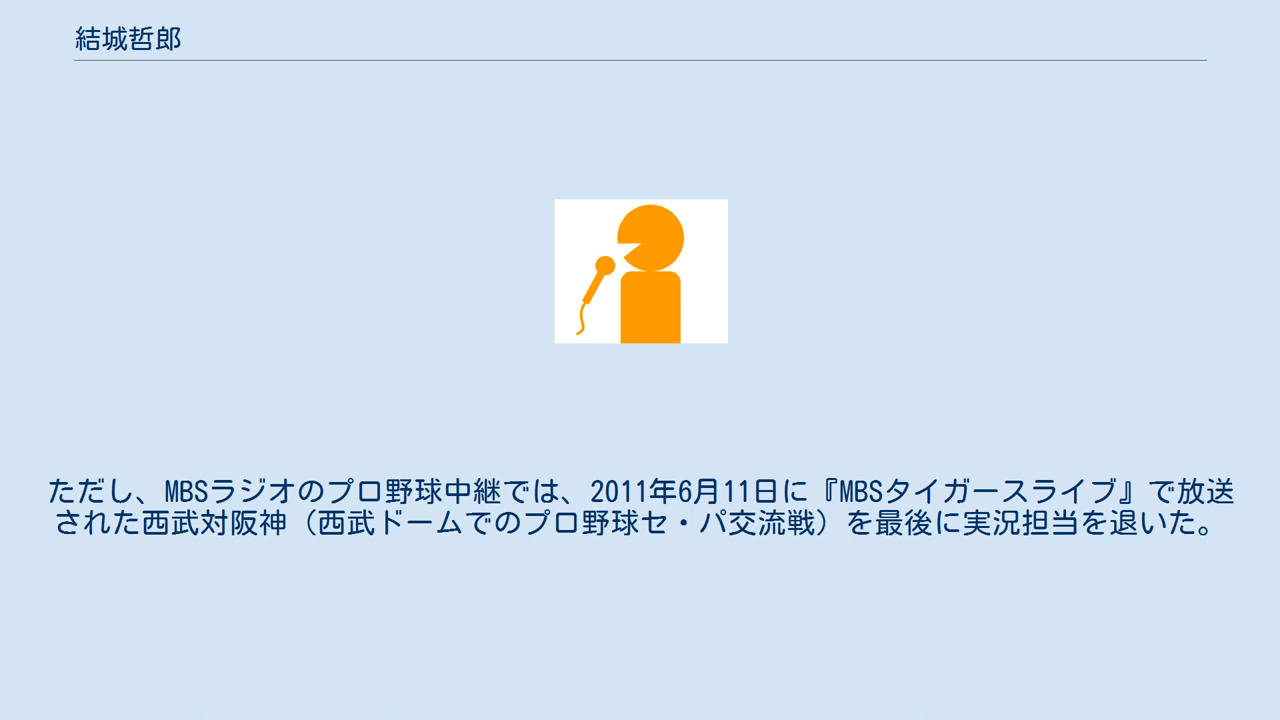 結城哲郎
ただし、MBSラジオのプロ野球中継では、2011年6月11日に『MBSタイガースライブ』で放送
された西武対阪神（西武ドームでのプロ野球セ・パ交流戦）を最後に実況担当を退いた。